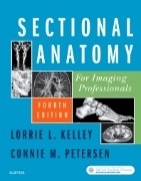 SECTIONAL
ANATOMY
For Imaging
Professionals
FOURTH
EDITION
LORRIE L. KELLEY
CONNIE M. PETERSEN
ELSEVIER